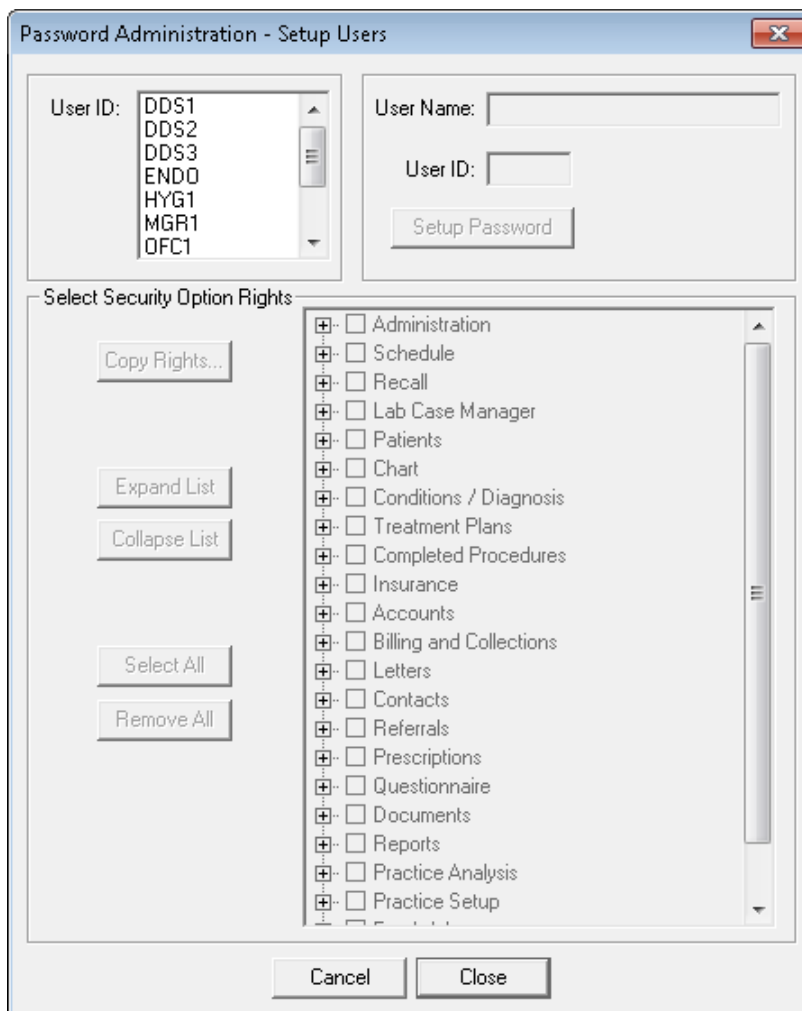 Password Administration - Setup Users
User ID:
DDS1
DDS2
DDS3
ENDO
HYG1
MGR1
OFC1
User Name:
User ID:
Setup Password
Select Security Option Rights
Copy Rights...
Expand List
Collapse List
Select All
Remove All
Administration
Schedule
Recall
Lab Case Manager
Patients
Chart
Conditions / Diagnosis
Treatment Plans
Completed Procedures
Insurance
Accounts
Billing and Collections
Letters
Contacts
Referrals
Prescriptions
Questionnaire
Documents
Reports
Practice Analysis
Practice Setup
Cancel
Close